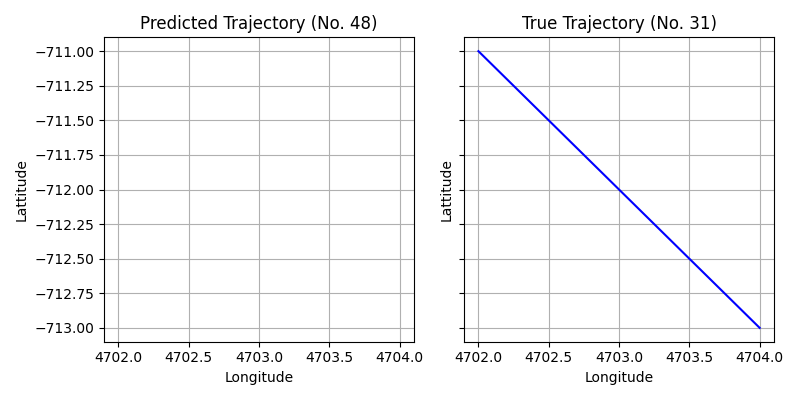 Predicted Trajectory (No. 48)
Lattitude
−711.00
−711.25
−711.50
−711.75
−712.00
−712.25
−712.50
−712.75
−713.00
4702.0 4702.5 4703.0 4703.5 4704.0
Longitude
True Trajectory (No. 31)
Lattitude
4702.0 4702.5 4703.0 4703.5 4704.0
Longitude